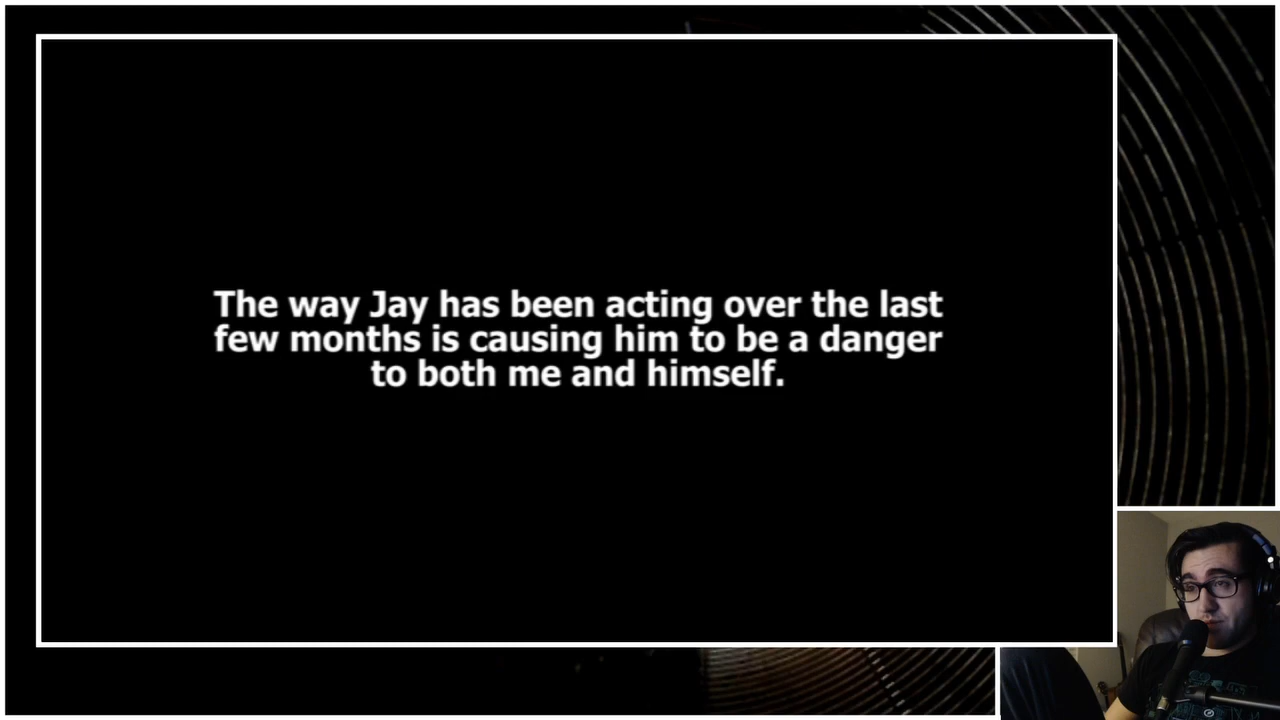 The way Jay has been acting over the last
few months is causing him to be a danger
to both me and himself.